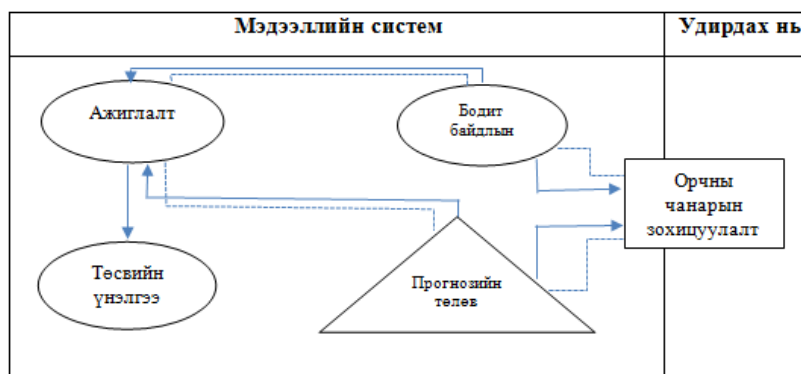 Мэдээллийн систем
Удирдах нь
Ажиглалт
Бодит
байдлын
Орчны
чанарын
зохицуулалт
Төсвийн
үнэлгээ
Прогнозийн
төлөв